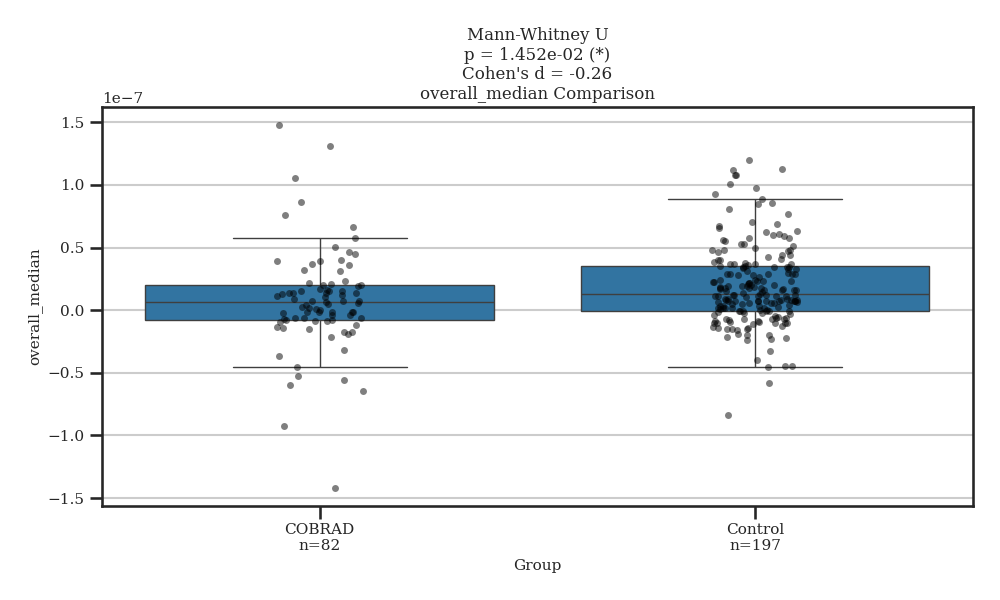 Mann-Whitney U
p = 1.452e-02 (*)
Cohen's d = -0.26
overall_median Comparison
1e−7
1.5
1.0
0.5
0.0
−0.5
−1.0
−1.5
overall_median
COBRAD
n=82
Control
n=197
Group